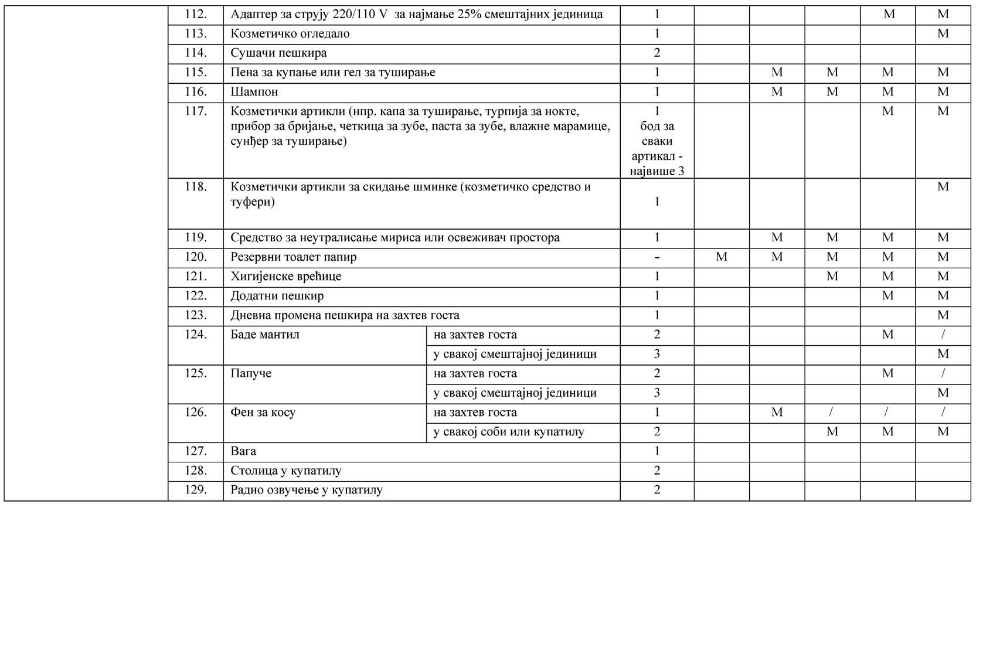 112. Адаптер за струју 220/110 V за најмање 25% смештајних јединица 1 М М
113. Козметичко огледало 1 М
114. Сушачи пешкира 2
115. Пена за купање или гел за туширање 1 М М М М
116. Шампон 1 М М М М
117. Козметички артикли (нпр. капа за туширање, турпија за нокте, 1 М М
прибор за бријање, четкица за зубе, паста за зубе, влажне марамице, бод за
сунђер за туширање) сваки
артикал -
највише 3
118. Козметички артикли за скидање шминке (козметичко средство и М
туфери) 1
119. Средство за неутралисање мириса или освеживач простора 1 М М М М
120. Резервни тоалет папир - М М М М М
121. Хигијенске врећице 1 М М М
122. Додатни пешкир 1 М М
123. Дневна промена пешкира на захтев госта 1 М
124. Баде мантил на захтев госта 2 М /
у свакој смештајној јединици 3 М
125. Папуче на захтев госта 2 М /
у свакој смештајној јединици 3 М
126. Фен за косу на захтев госта 1 М / / /
у свакој соби или купатилу 2 М М М
127. Вага 1
128. Столица у купатилу 2
129. Радио озвучење у купатилу 2